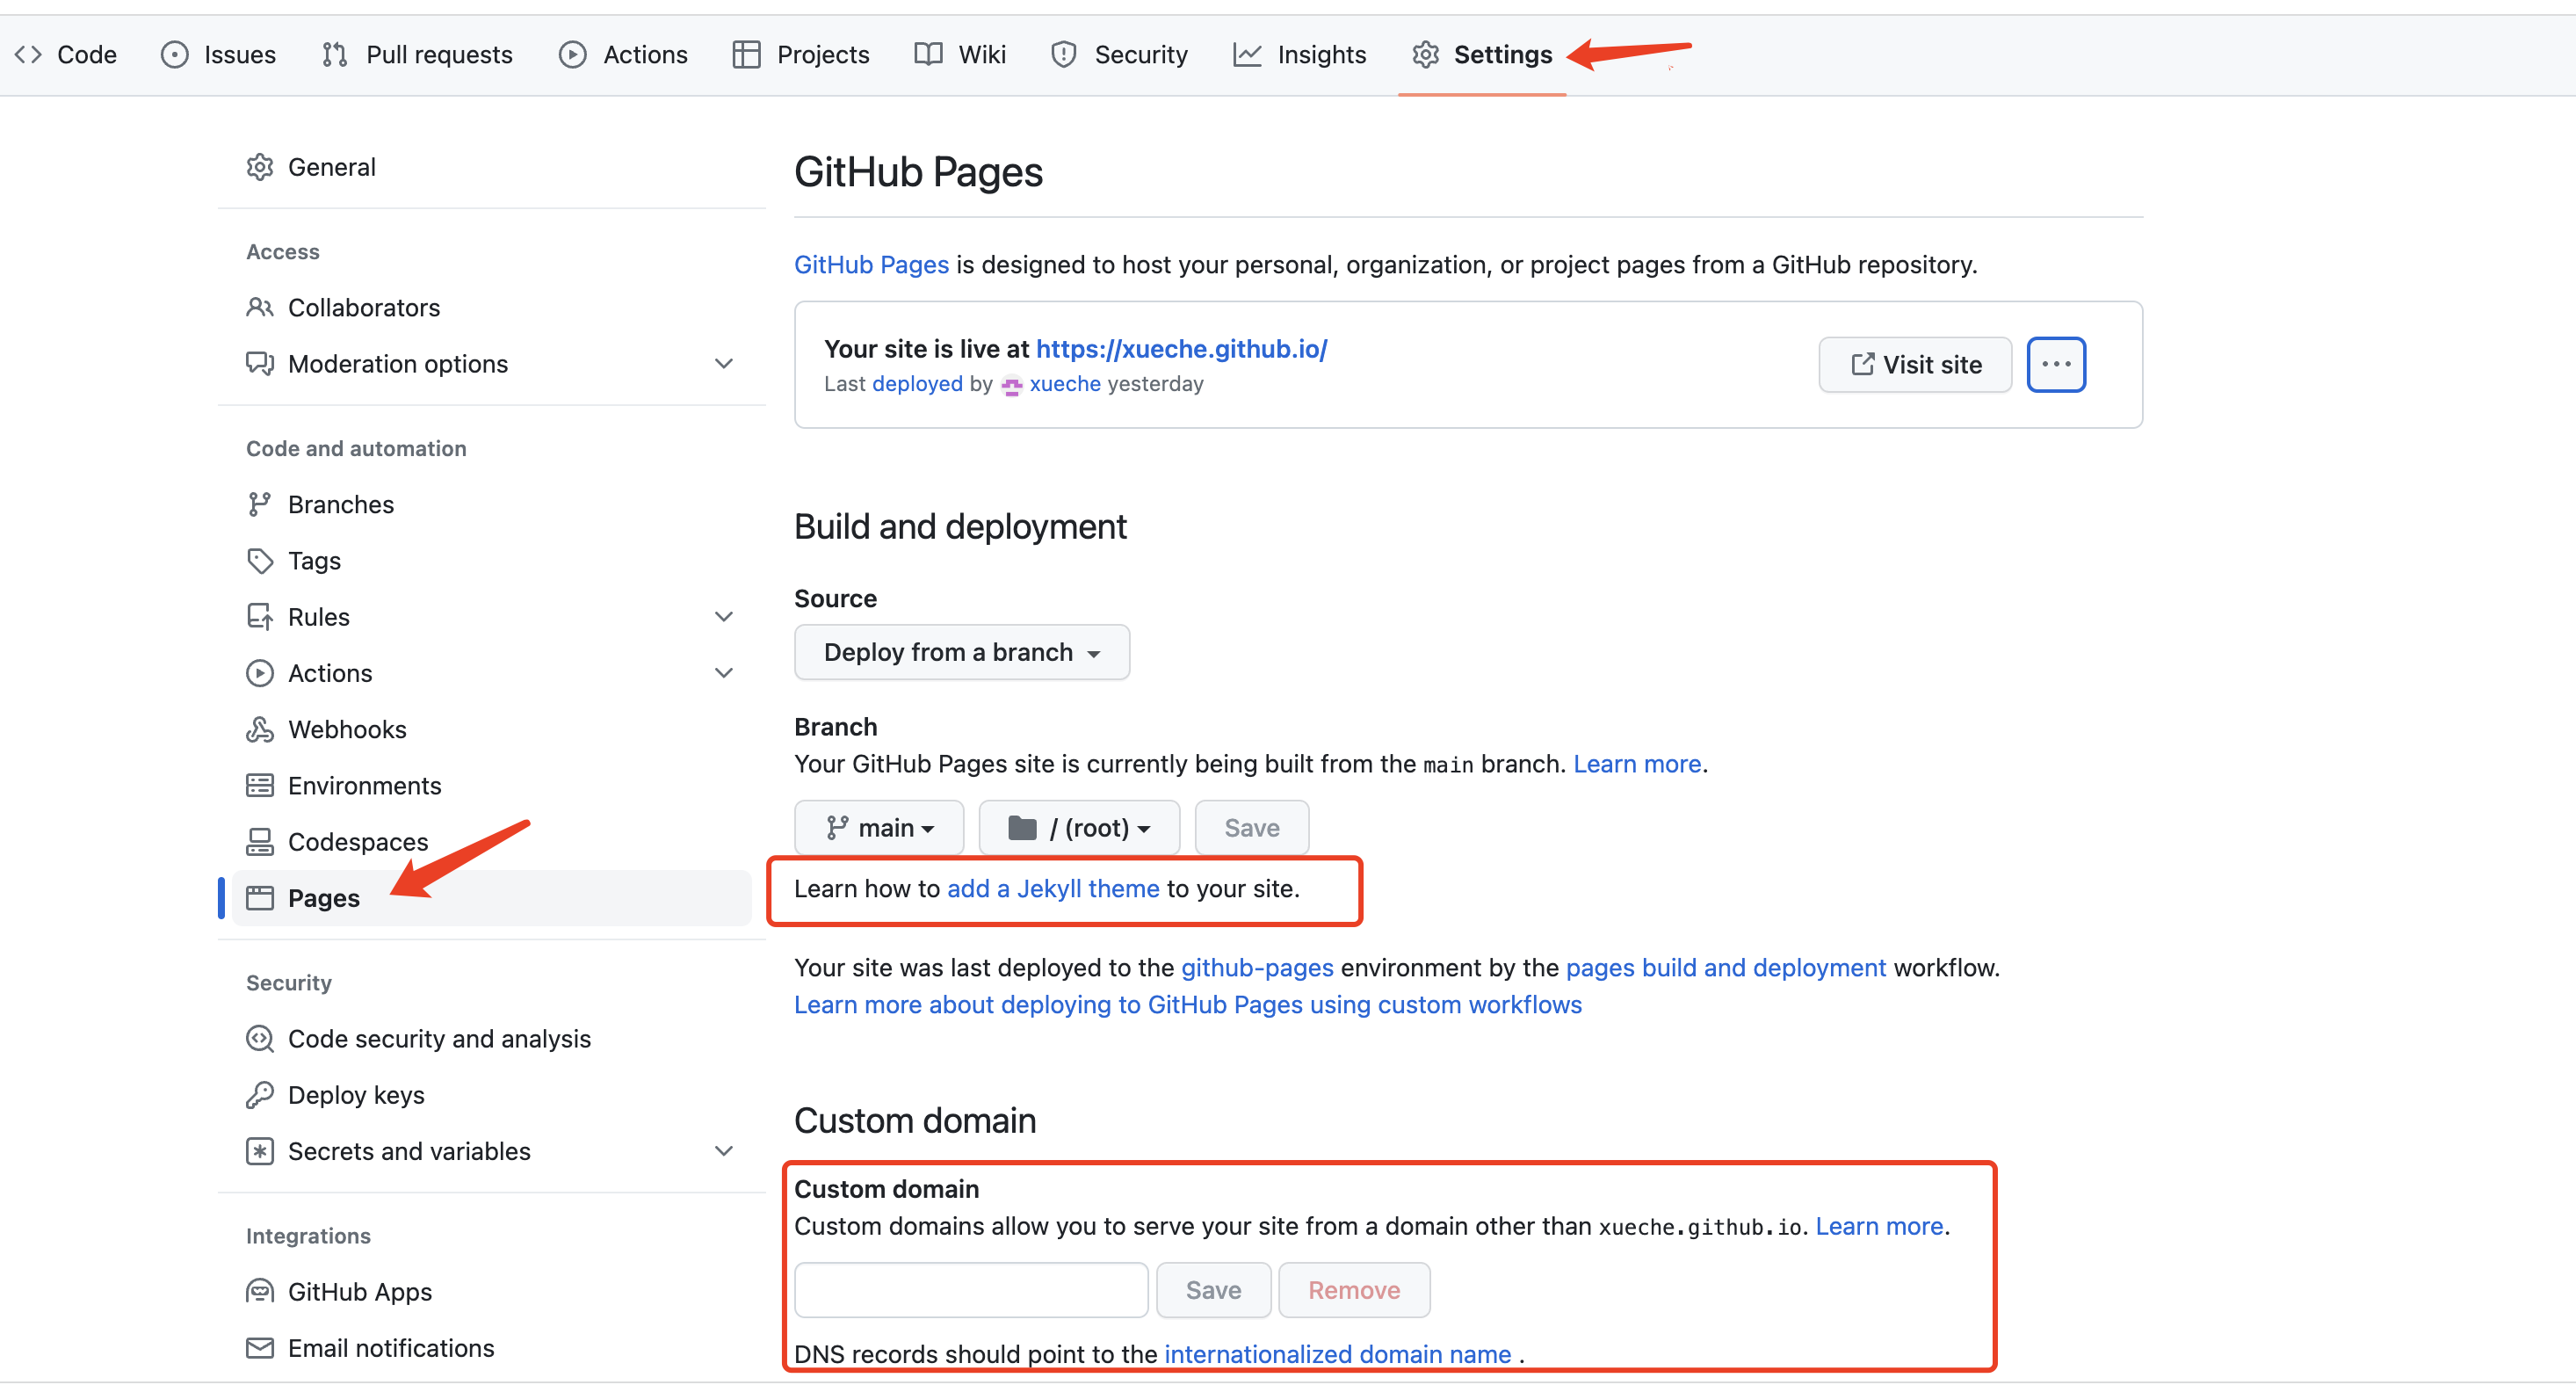 Code Issues Pull requests Actions Projects Wiki Security Insights Settings
General
Access
Collaborators
Moderation options
Code and automation
Branches
Tags
Rules
Actions
Webhooks
Environments
Codespaces
Pages
Security
Code security and analysis
Deploy keys
Secrets and variables
Integrations
GitHub Apps
Email notifications
GitHub Pages
GitHub Pages is designed to host your personal, organization, or project pages from a GitHub repository.
Your site is live at https://xueche.github.io/
Last deployed by xueche yesterday
Visit site
Build and deployment
Source
Deploy from a branch
Branch
Your GitHub Pages site is currently being built from the main branch. Learn more.
main / (root) Save
Learn how to add a Jekyll theme to your site.
Your site was last deployed to the github-pages environment by the pages build and deployment workflow.
Learn more about deploying to GitHub Pages using custom workflows
Custom domain
Custom domain
Custom domains allow you to serve your site from a domain other than xueche.github.io. Learn more.
Save Remove
DNS records should point to the internationalized domain name .